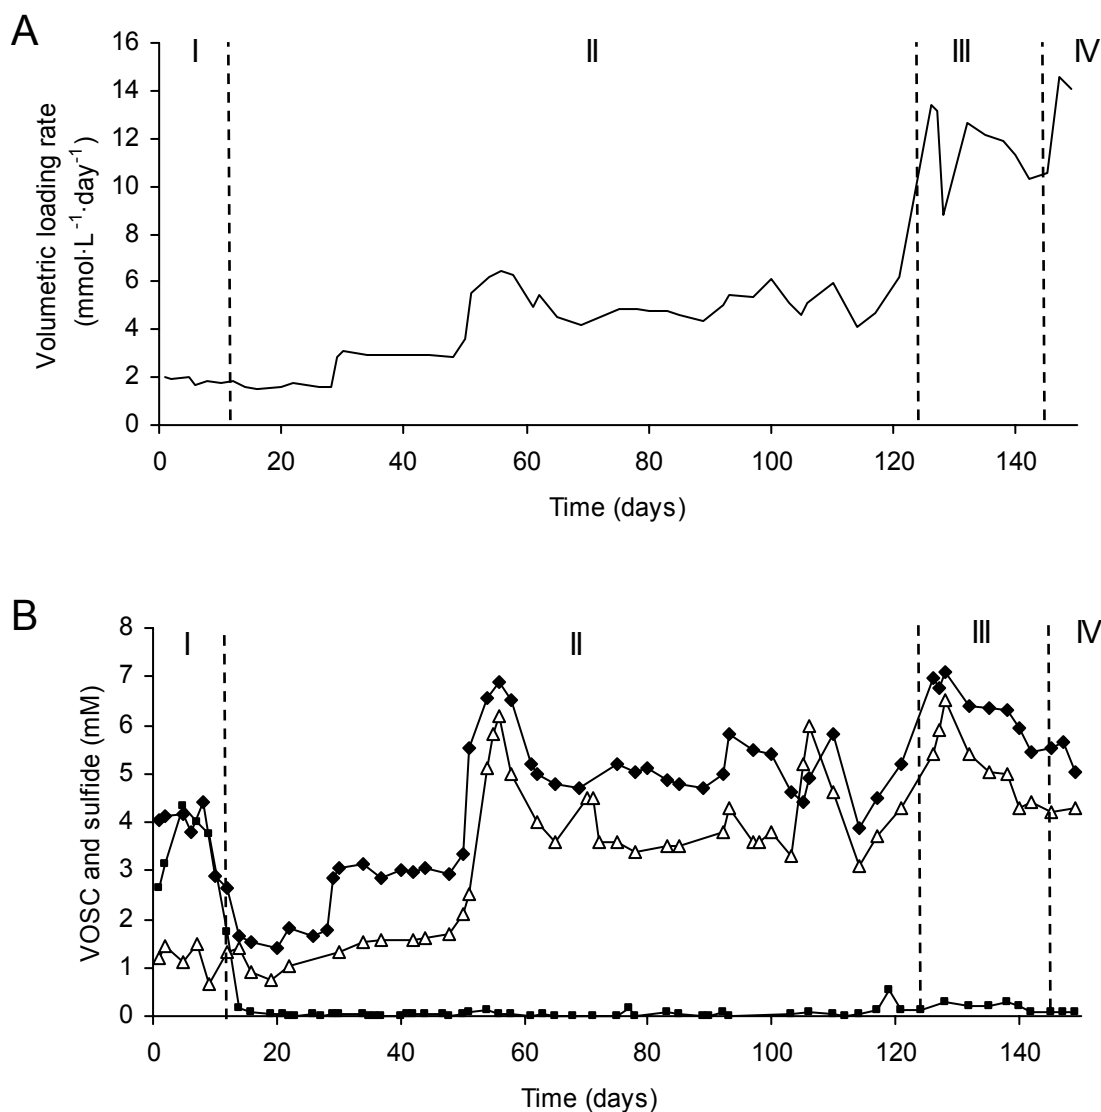 A
I II III IV
16
14
12
10
8
6
4
2
0
Volumetric loading rate
(mmol·L⁻¹·day⁻¹)
0 20 40 60 80 100 120 140
Time (days)
B
I II III IV
8
7
6
5
4
3
2
1
0
VOSC and sulfide (mM)
0 20 40 60 80 100 120 140
Time (days)